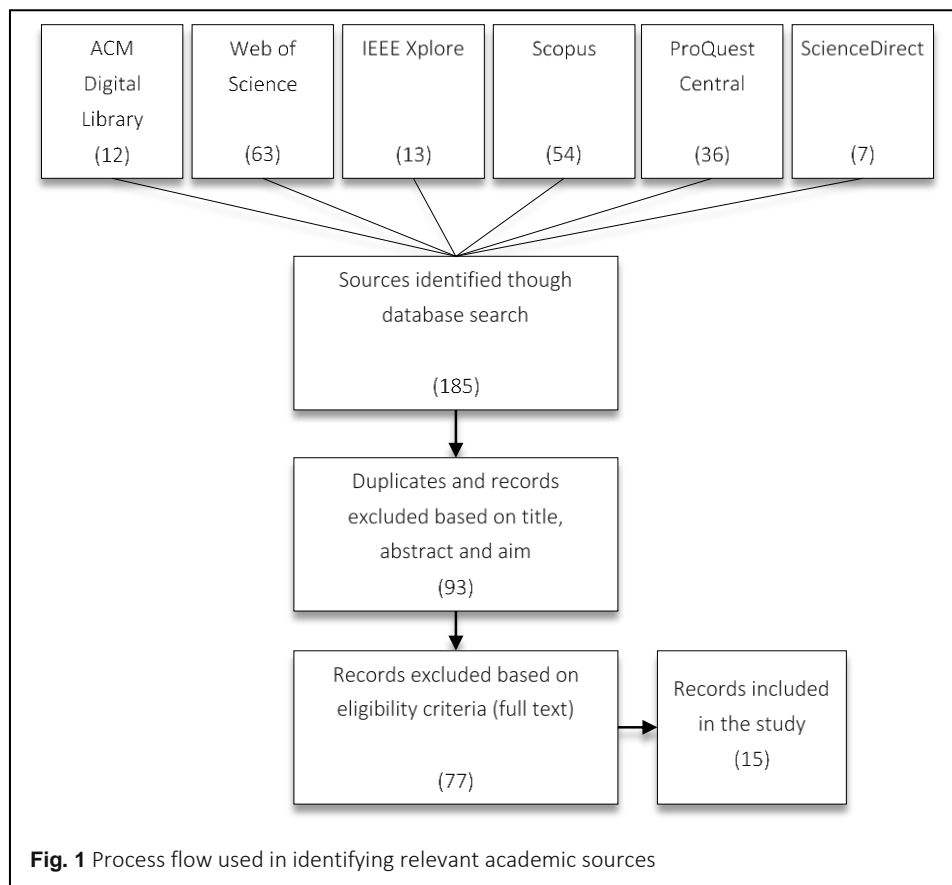 ACM
Digital
Library
(12)
Web of
Science
(63)
IEEE Xplore
(13)
Scopus
(54)
ProQuest
Central
(36)
ScienceDirect
(7)
Sources identified though
database search
(185)
Duplicates and records
excluded based on title,
abstract and aim
(93)
Records excluded based on
eligibility criteria (full text)
(77)
Records included
in the study
(15)
Fig. 1 Process flow used in identifying relevant academic sources